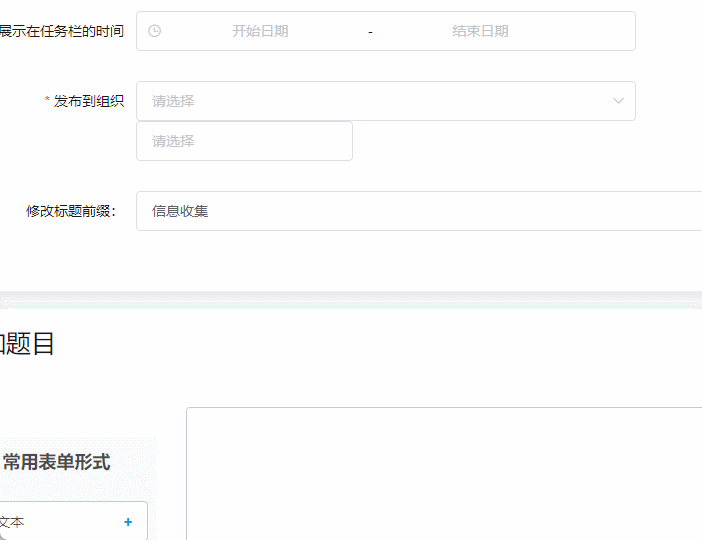 展示在任务栏的时间 开始日期 - 结束日期
* 发布到组织 请选择
请选择
修改标题前缀： 信息收集
加题目
常用表单形式
文本 +